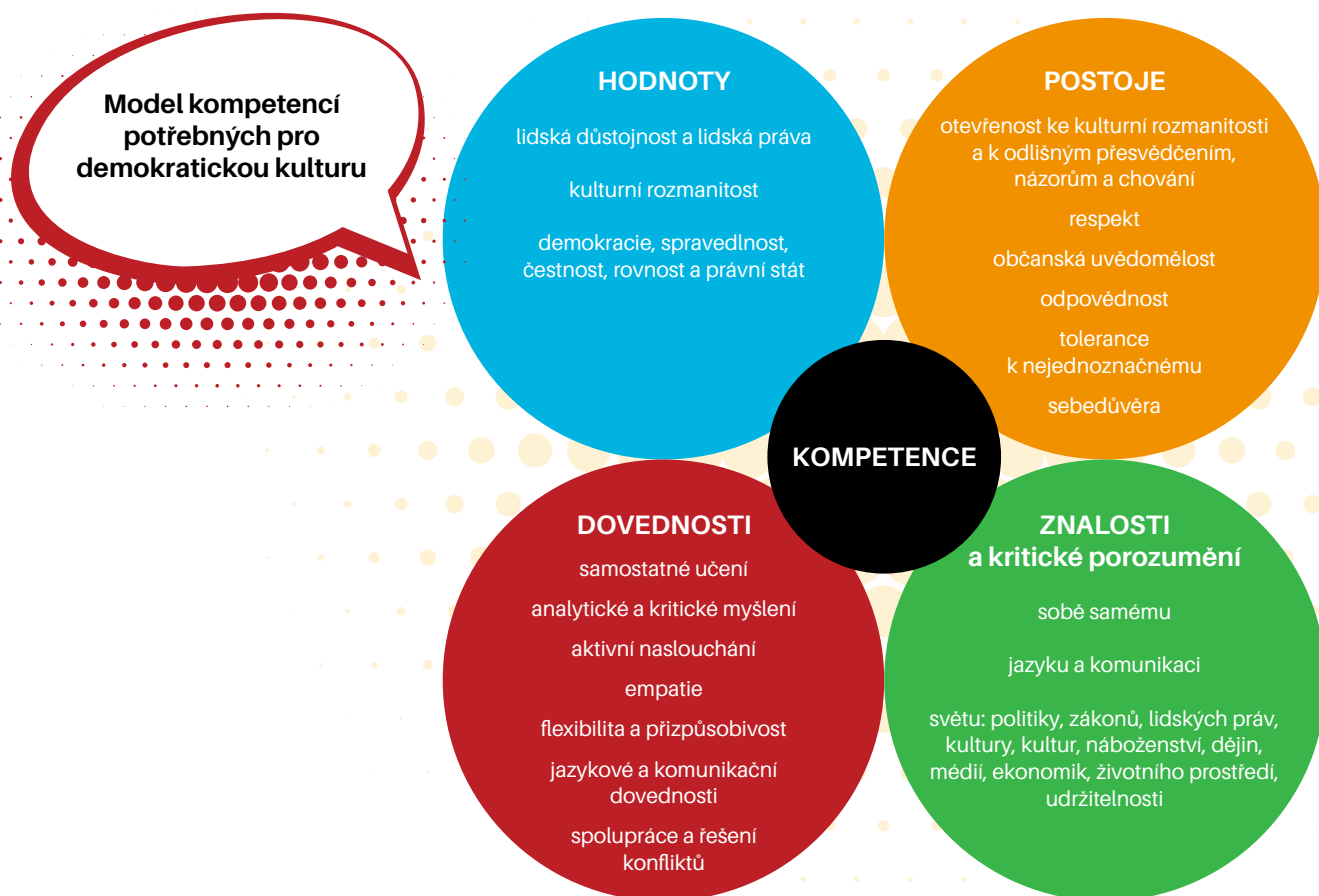 Model kompetencí
potřebných pro
demokratickou kulturu
HODNOTY
lidská důstojnost a lidská práva
kulturní rozmanitost
demokracie, spravedlnost,
čestnost, rovnost a právní stát
POSTOJE
otevřenost ke kulturní rozmanitosti
a k odlišným přesvědčením,
názorům a chování
respekt
občanská uvědomělost
odpovědnost
tolerance
k nejednoznačnému
sebedůvěra
KOMPETENCE
DOVEDNOSTI
samostatné učení
analytické a kritické myšlení
aktivní naslouchání
empatie
flexibilita a přizpůsobivost
jazykové a komunikační
dovednosti
spolupráce a řešení
konfliktů
ZNALOSTI
a kritické porozumění
sobě samému
jazyku a komunikaci
světu: politiky, zákonů, lidských práv,
kultury, kultur, náboženství, dějin,
médií, ekonomik, životního prostředí,
udržitelnosti